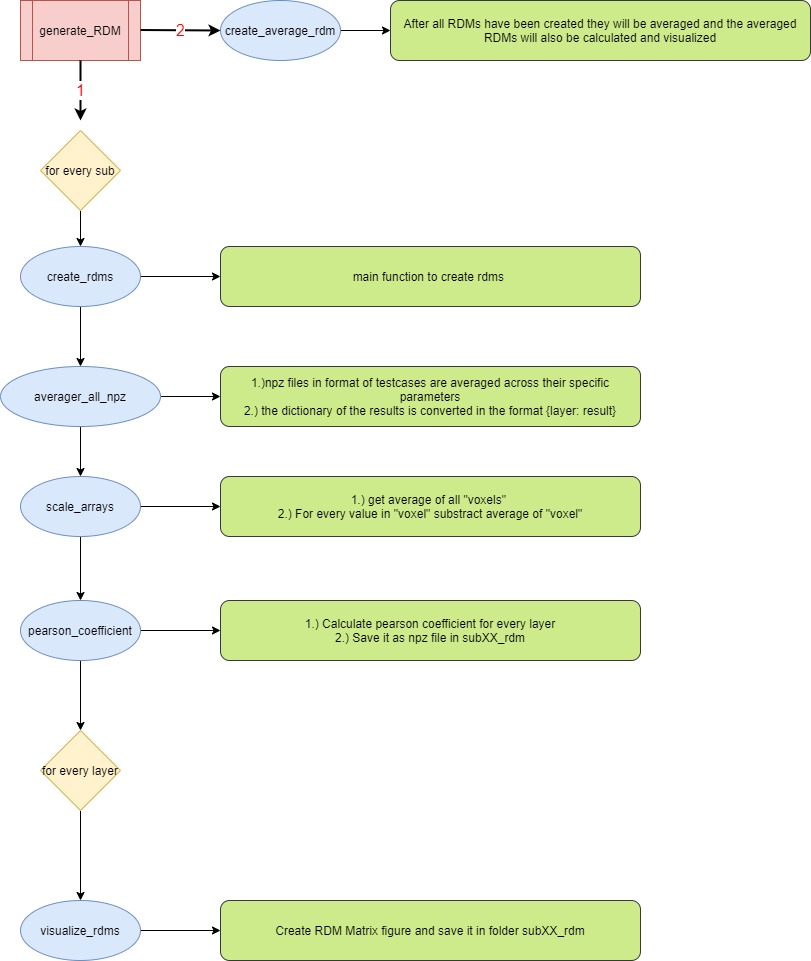 generate_RDM
2
create_average_rdm
After all RDMs have been created they will be averaged and the averaged
RDMs will also be calculated and visualized
1
for every sub
create_rdms
main function to create rdms
averager_all_npz
1.)npz files in format of testcases are averaged across their specific
parameters
2.) the dictionary of the results is converted in the format {layer: result}
scale_arrays
1.) get average of all "voxels"
2.) For every value in "voxel" substract average of "voxel"
pearson_coefficient
1.) Calculate pearson coefficient for every layer
2.) Save it as npz file in subXX_rdm
for every layer
visualize_rdms
Create RDM Matrix figure and save it in folder subXX_rdm